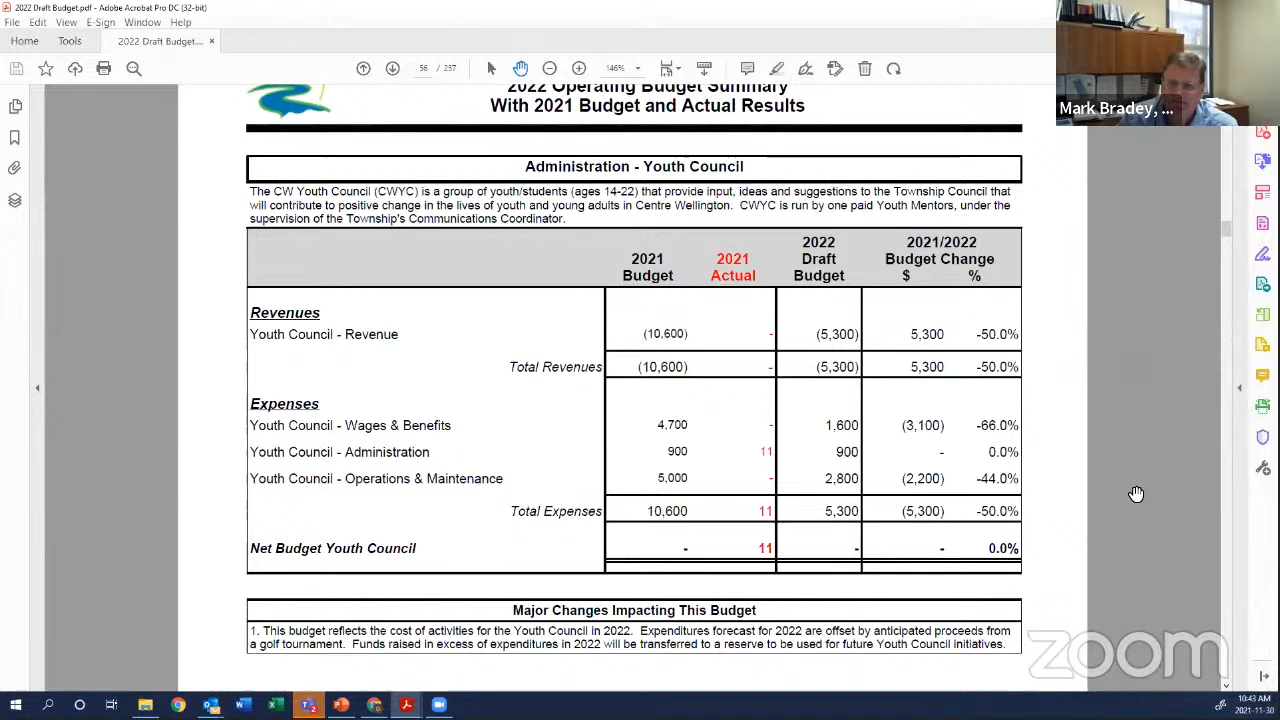 2022 Draft Budget.pdf - Adobe Acrobat Pro DC (32-bit)
File Edit View E-Sign Window Help
Home Tools 2022 Draft Budget... ×
56 / 257 146%
2022 Operating Budget Summary
With 2021 Budget and Actual Results
Mark Bradey, ...
Administration - Youth Council
The CW Youth Council (CWYC) is a group of youth/students (ages 14-22) that provide input, ideas and suggestions to the Township Council that
will contribute to positive change in the lives of youth and young adults in Centre Wellington. CWYC is run by one paid Youth Mentors, under the
supervision of the Township's Communications Coordinator.
2022 2021/2022
2021 2021 Draft Budget Change
Budget Actual Budget $ %
Revenues
Youth Council - Revenue (10,600) - (5,300) 5,300 -50.0%
Total Revenues (10,600) - (5,300) 5,300 -50.0%
Expenses
Youth Council - Wages & Benefits 4,700 - 1,600 (3,100) -66.0%
Youth Council - Administration 900 11 900 - 0.0%
Youth Council - Operations & Maintenance 5,000 - 2,800 (2,200) -44.0%
Total Expenses 10,600 11 5,300 (5,300) -50.0%
Net Budget Youth Council - 11 - - 0.0%
Major Changes Impacting This Budget
1. This budget reflects the cost of activities for the Youth Council in 2022. Expenditures forecast for 2022 are offset by anticipated proceeds from
a golf tournament. Funds raised in excess of expenditures in 2022 will be transferred to a reserve to be used for future Youth Council initiatives.
zoom
10:43 AM
2021-11-30